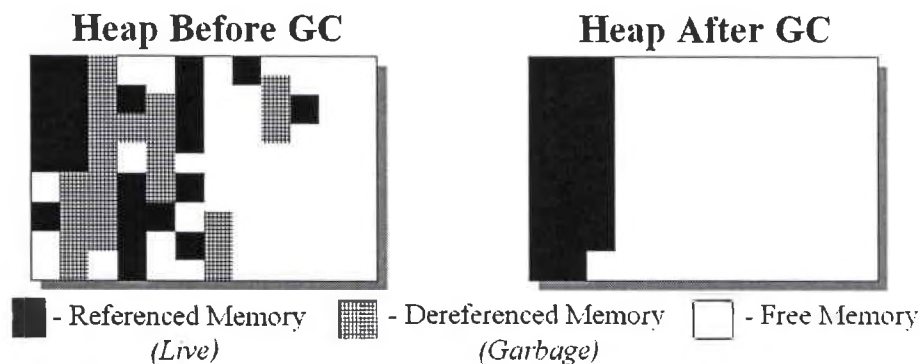 Heap Before GC
Heap After GC
- Referenced Memory
(Live)
- Dereferenced Memory
(Garbage)
- Free Memory